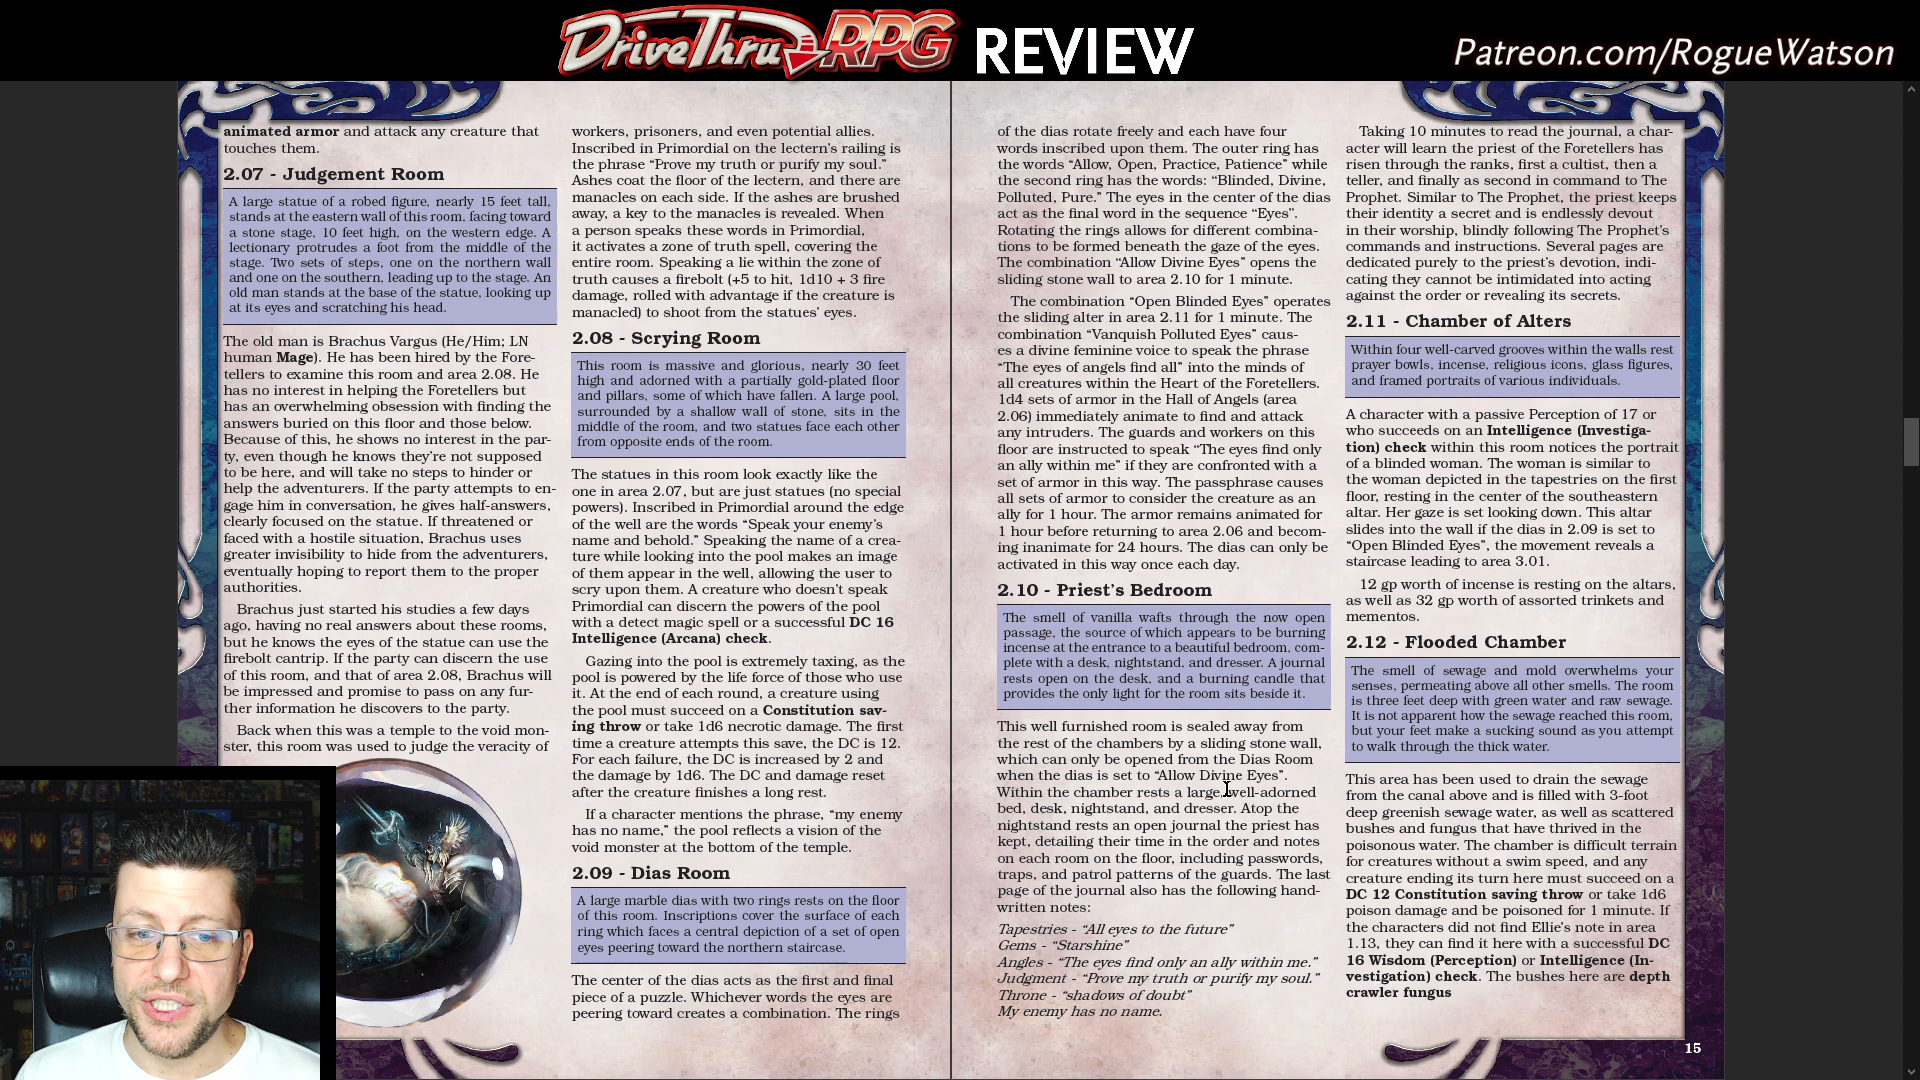 DriveThruRPG REVIEW
Patreon.com/RogueWatson
animated armor and attack any creature that
touches them.
2.07 - Judgement Room
A large statue of a robed figure, nearly 15 feet tall,
stands at the eastern wall of this room, facing toward
a stone stage, 10 feet high, on the western edge. A
lectionary protrudes a foot from the middle of the
stage. Two sets of steps, one on the northern wall
and one on the southern, leading up to the stage. An
old man stands at the base of the statue, looking up
at its eyes and scratching his head.
The old man is Brachus Vargus (He/Him; LN
human Mage). He has been hired by the Fore-
tellers to examine this room and area 2.08. He
has no interest in helping the Foretellers but
has an overwhelming obsession with finding the
answers buried on this floor and those below.
Because of this, he shows no interest in the par-
ty, even though he knows they're not supposed
to be here, and will take no steps to hinder or
help the adventurers. If the party attempts to en-
gage him in conversation, he gives half-answers,
clearly focused on the statue. If threatened or
faced with a hostile situation, Brachus uses
greater invisibility to hide from the adventurers,
eventually hoping to report them to the proper
authorities.
Brachus just started his studies a few days
ago, having no real answers about these rooms,
but he knows the eyes of the statue can use the
firebolt cantrip. If the party can discern the use
of this room, and that of area 2.08, Brachus will
be impressed and promise to pass on any fur-
ther information he discovers to the party.
Back when this was a temple to the void mon-
ster, this room was used to judge the veracity of
workers, prisoners, and even potential allies.
Inscribed in Primordial on the lectern's railing is
the phrase “Prove my truth or purify my soul.”
Ashes coat the floor of the lectern, and there are
manacles on each side. If the ashes are brushed
away, a key to the manacles is revealed. When
a person speaks these words in Primordial,
it activates a zone of truth spell, covering the
entire room. Speaking a lie within the zone of
truth causes a firebolt (+5 to hit, 1d10 + 3 fire
damage, rolled with advantage if the creature is
manacled) to shoot from the statues' eyes.
2.08 - Scrying Room
This room is massive and glorious, nearly 30 feet
high and adorned with a partially gold-plated floor
and pillars, some of which have fallen. A large pool,
surrounded by a shallow wall of stone, sits in the
middle of the room, and two statues face each other
from opposite ends of the room.
The statues in this room look exactly like the
one in area 2.07, but are just statues (no special
powers). Inscribed in Primordial around the edge
of the well are the words “Speak your enemy's
name and behold.” Speaking the name of a crea-
ture while looking into the pool makes an image
of them appear in the well, allowing the user to
scry upon them. A creature who doesn't speak
Primordial can discern the powers of the pool
with a detect magic spell or a successful DC 16
Intelligence (Arcana) check.
Gazing into the pool is extremely taxing, as the
pool is powered by the life force of those who use
it. At the end of each round, a creature using
the pool must succeed on a Constitution sav-
ing throw or take 1d6 necrotic damage. The first
time a creature attempts this save, the DC is 12.
For each failure, the DC is increased by 2 and
the damage by 1d6. The DC and damage reset
after the creature finishes a long rest.
If a character mentions the phrase, “my enemy
has no name,” the pool reflects a vision of the
void monster at the bottom of the temple.
2.09 - Dias Room
A large marble dias with two rings rests on the floor
of this room. Inscriptions cover the surface of each
ring which faces a central depiction of a set of open
eyes peering toward the northern staircase.
The center of the dias acts as the first and final
piece of a puzzle. Whichever words the eyes are
peering toward creates a combination. The rings
of the dias rotate freely and each have four
words inscribed upon them. The outer ring has
the words “Allow, Open, Practice, Patience” while
the second ring has the words: “Blinded, Divine,
Polluted, Pure.” The eyes in the center of the dias
act as the final word in the sequence “Eyes”.
Rotating the rings allows for different combina-
tions to be formed beneath the gaze of the eyes.
The combination “Allow Divine Eyes” opens the
sliding stone wall to area 2.10 for 1 minute.
The combination “Open Blinded Eyes” operates
the sliding alter in area 2.11 for 1 minute. The
combination “Vanquish Polluted Eyes” caus-
es a divine feminine voice to speak the phrase
“The eyes of angels find all” into the minds of
all creatures within the Heart of the Foretellers.
1d4 sets of armor in the Hall of Angels (area
2.06) immediately animate to find and attack
any intruders. The guards and workers on this
floor are instructed to speak “The eyes find only
an ally within me” if they are confronted with a
set of armor in this way. The passphrase causes
all sets of armor to consider the creature as an
ally for 1 hour. The armor remains animated for
1 hour before returning to area 2.06 and becom-
ing inanimate for 24 hours. The dias can only be
activated in this way once each day.
2.10 - Priest's Bedroom
The smell of vanilla wafts through the now open
passage, the source of which appears to be burning
incense at the entrance to a beautiful bedroom, com-
plete with a desk, nightstand, and dresser. A journal
rests open on the desk, and a burning candle that
provides the only light for the room sits beside it.
This well furnished room is sealed away from
the rest of the chambers by a sliding stone wall,
which can only be opened from the Dias Room
when the dias is set to “Allow Divine Eyes”.
Within the chamber rests a large, well-adorned
bed, desk, nightstand, and dresser. Atop the
nightstand rests an open journal the priest has
kept, detailing their time in the order and notes
on each room on the floor, including passwords,
traps, and patrol patterns of the guards. The last
page of the journal also has the following hand-
written notes:
Tapestries - “All eyes to the future”
Gems - “Starshine”
Angles - “The eyes find only an ally within me.”
Judgment - “Prove my truth or purify my soul.”
Throne - “shadows of doubt”
My enemy has no name.
Taking 10 minutes to read the journal, a char-
acter will learn the priest of the Foretellers has
risen through the ranks, first a cultist, then a
teller, and finally as second in command to The
Prophet. Similar to The Prophet, the priest keeps
their identity a secret and is endlessly devout
in their worship, blindly following The Prophet's
commands and instructions. Several pages are
dedicated purely to the priest's devotion, indi-
cating they cannot be intimidated into acting
against the order or revealing its secrets.
2.11 - Chamber of Alters
Within four well-carved grooves within the walls rest
prayer bowls, incense, religious icons, glass figures,
and framed portraits of various individuals.
A character with a passive Perception of 17 or
who succeeds on an Intelligence (Investiga-
tion) check within this room notices the portrait
of a blinded woman. The woman is similar to
the woman depicted in the tapestries on the first
floor, resting in the center of the southeastern
altar. Her gaze is set looking down. This altar
slides into the wall if the dias in 2.09 is set to
“Open Blinded Eyes”, the movement reveals a
staircase leading to area 3.01.
12 gp worth of incense is resting on the altars,
as well as 32 gp worth of assorted trinkets and
mementos.
2.12 - Flooded Chamber
The smell of sewage and mold overwhelms your
senses, permeating above all other smells. The room
is three feet deep with green water and raw sewage.
It is not apparent how the sewage reached this room,
but your feet make a sucking sound as you attempt
to walk through the thick water.
This area has been used to drain the sewage
from the canal above and is filled with 3-foot
deep greenish sewage water, as well as scattered
bushes and fungus that have thrived in the
poisonous water. The chamber is difficult terrain
for creatures without a swim speed, and any
creature ending its turn here must succeed on a
DC 12 Constitution saving throw or take 1d6
poison damage and be poisoned for 1 minute. If
the characters did not find Ellie's note in area
1.13, they can find it here with a successful DC
16 Wisdom (Perception) or Intelligence (In-
vestigation) check. The bushes here are depth
crawler fungus
15